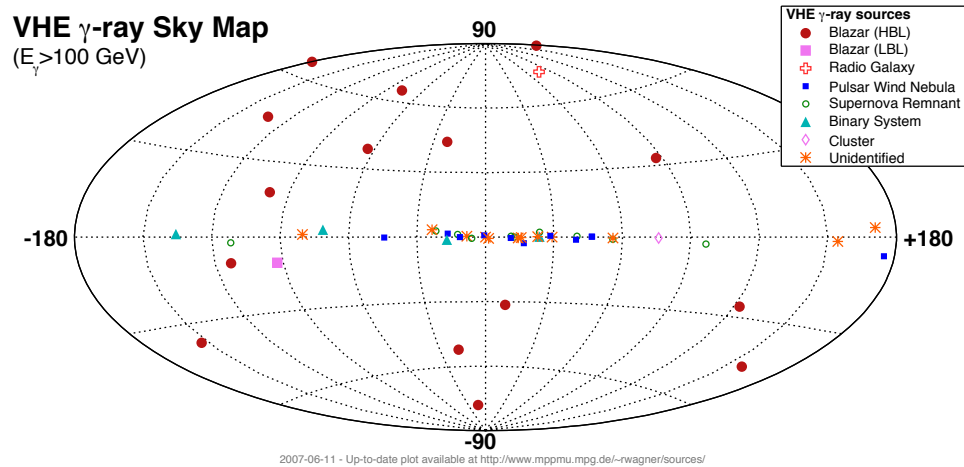 VHE γ-ray Sky Map
(Eγ>100 GeV)
90
VHE γ-ray sources
Blazar (HBL)
Blazar (LBL)
Radio Galaxy
Pulsar Wind Nebula
Supernova Remnant
Binary System
Cluster
Unidentified
-180
+180
-90
2007-06-11 - Up-to-date plot available at http://www.mppmu.mpg.de/~rwagner/sources/